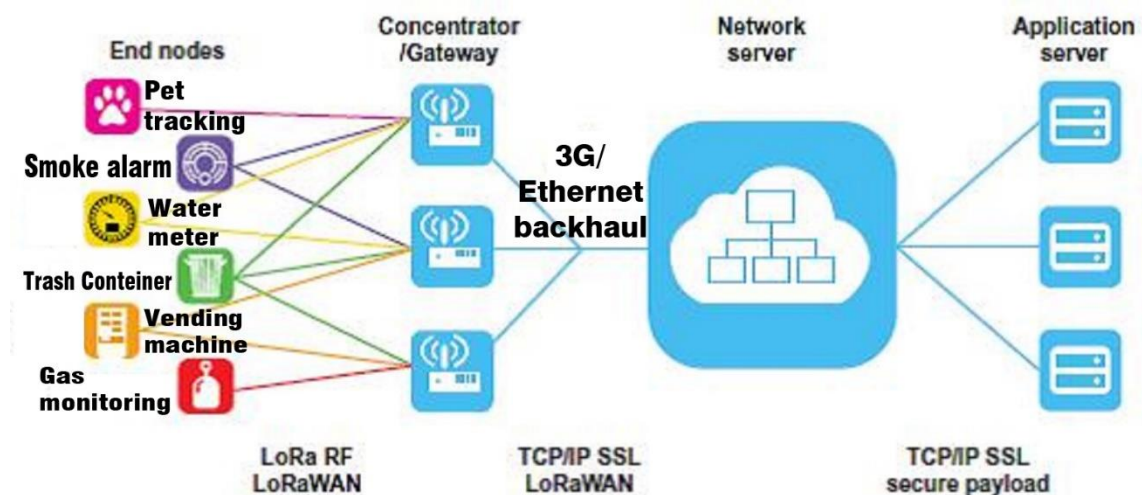 End nodes
Concentrator
/Gateway
Network
server
Application
server
Pet
tracking
Smoke alarm
Water
meter
Trash Conteiner
Vending
machine
Gas
monitoring
3G/
Ethernet
backhaul
LoRa RF
LoRaWAN
TCP/IP SSL
LoRaWAN
TCP/IP SSL
secure payload